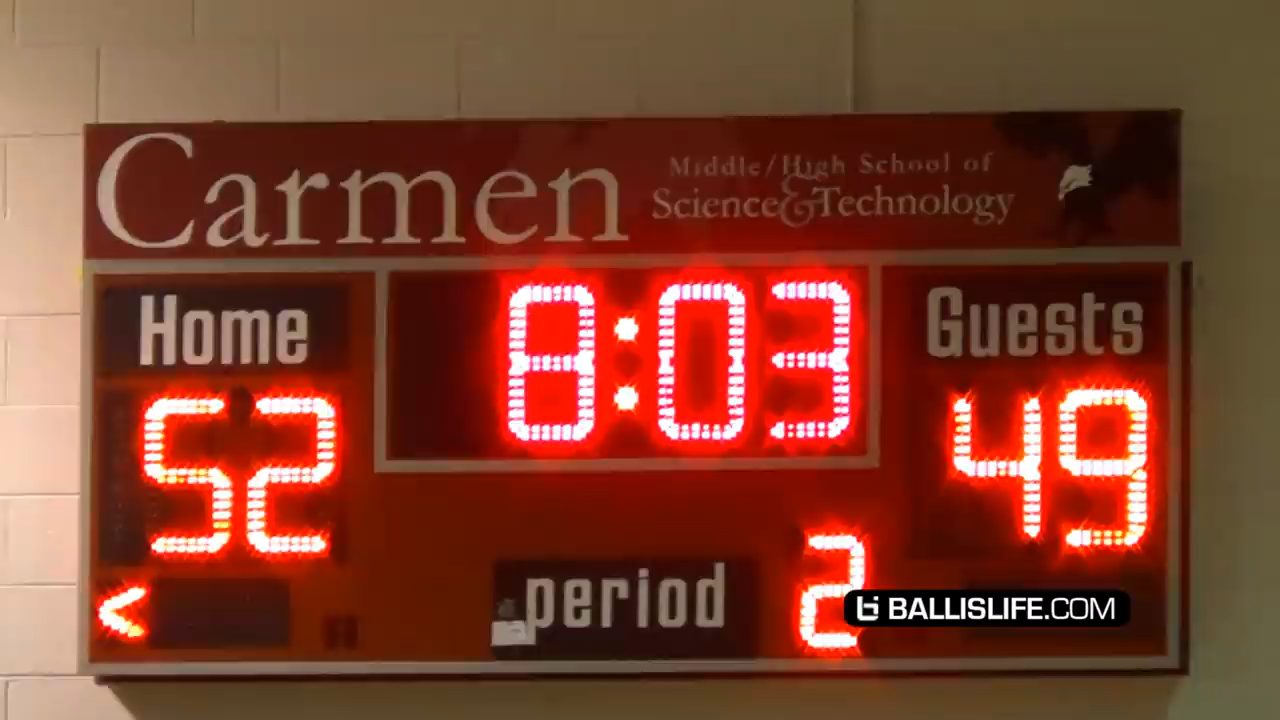 Carmen
Middle/High School of
Science & Technology
Home
8:03
Guests
52
49
<
period
2
BALLISLIFE.COM